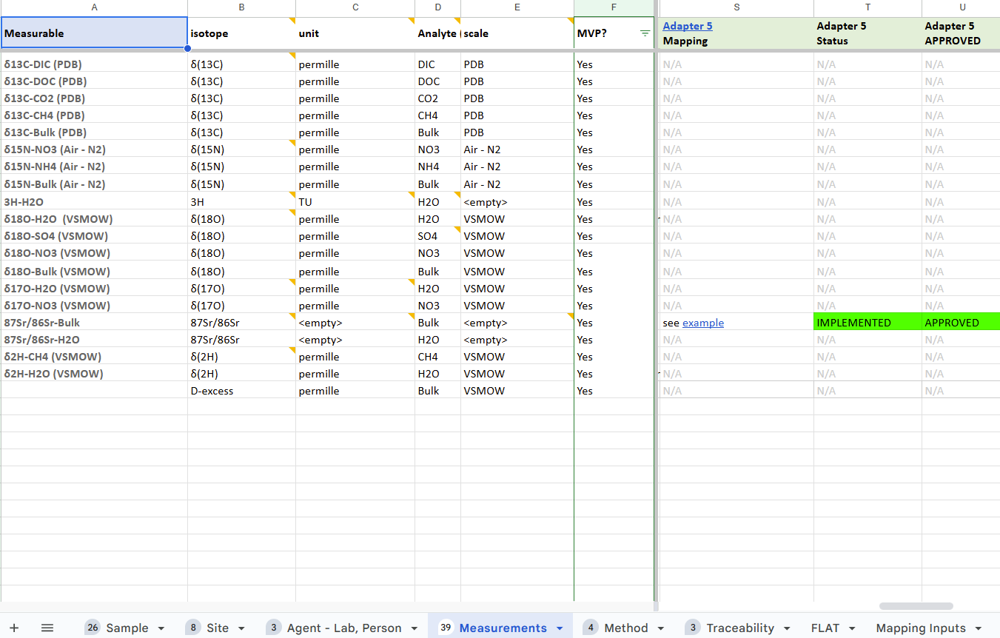 A B C D E F S T U
Measurable isotope unit Analyte scale MVP? Adapter 5 Mapping Adapter 5 Status Adapter 5 APPROVED
δ13C-DIC (PDB) δ(13C) permille DIC PDB Yes N/A N/A N/A
δ13C-DOC (PDB) δ(13C) permille DOC PDB Yes N/A N/A N/A
δ13C-CO2 (PDB) δ(13C) permille CO2 PDB Yes N/A N/A N/A
δ13C-CH4 (PDB) δ(13C) permille CH4 PDB Yes N/A N/A N/A
δ13C-Bulk (PDB) δ(13C) permille Bulk PDB Yes N/A N/A N/A
δ15N-NO3 (Air - N2) δ(15N) permille NO3 Air - N2 Yes N/A N/A N/A
δ15N-NH4 (Air - N2) δ(15N) permille NH4 Air - N2 Yes N/A N/A N/A
δ15N-Bulk (Air - N2) δ(15N) permille Bulk Air - N2 Yes N/A N/A N/A
3H-H2O 3H TU H2O <empty> Yes N/A N/A N/A
δ18O-H2O (VSMOW) δ(18O) permille H2O VSMOW Yes N/A N/A N/A
δ18O-SO4 (VSMOW) δ(18O) permille SO4 VSMOW Yes N/A N/A N/A
δ18O-NO3 (VSMOW) δ(18O) permille NO3 VSMOW Yes N/A N/A N/A
δ18O-Bulk (VSMOW) δ(18O) permille Bulk VSMOW Yes N/A N/A N/A
δ17O-H2O (VSMOW) δ(17O) permille H2O VSMOW Yes N/A N/A N/A
δ17O-NO3 (VSMOW) δ(17O) permille NO3 VSMOW Yes N/A N/A N/A
87Sr/86Sr-Bulk 87Sr/86Sr <empty> Bulk <empty> Yes see example IMPLEMENTED APPROVED
87Sr/86Sr-H2O 87Sr/86Sr <empty> H2O <empty> Yes N/A N/A N/A
δ2H-CH4 (VSMOW) δ(2H) permille CH4 VSMOW Yes N/A N/A N/A
δ2H-H2O (VSMOW) δ(2H) permille H2O VSMOW Yes N/A N/A N/A
D-excess permille Bulk VSMOW Yes N/A N/A N/A
+ 26 Sample 8 Site 3 Agent - Lab, Person 39 Measurements 4 Method 3 Traceability FLAT Mapping Inputs